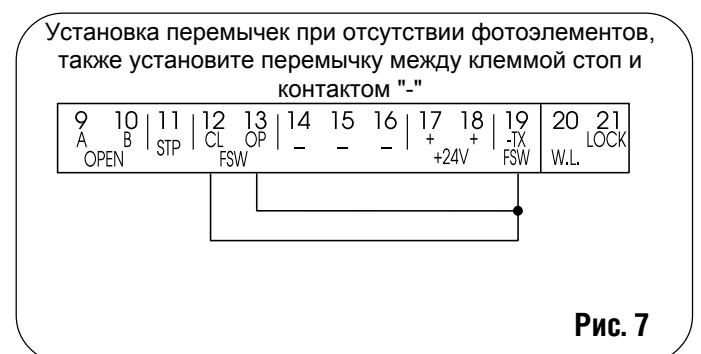 Установка перемычек при отсутствии фотоэлементов,
также установите перемычку между клеммой стоп и
контактом "-"
9 10 11 12 13 14 15 16 17 18 19 20 21
A B STP CL OP - - - + + -TX LOCK
OPEN FSW +24V FSW W.L.
Рис. 7